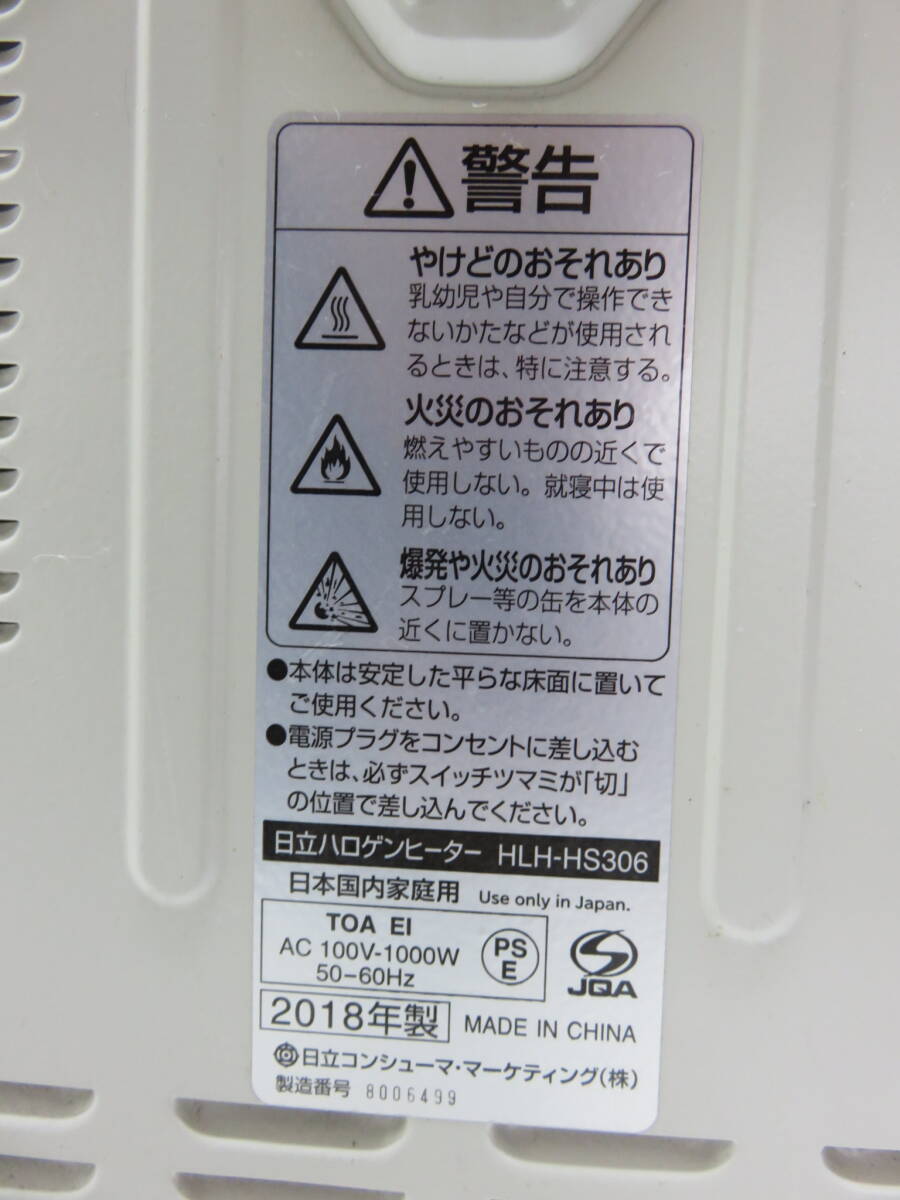 警告
やけどのおそれあり
乳幼児や自分で操作でき
ないかたなどが使用され
るときは、特に注意する。
火災のおそれあり
燃えやすいものの近くで
使用しない。就寝中は使
用しない。
爆発や火災のおそれあり
スプレー等の缶を本体の
近くに置かない。
●本体は安定した平らな床面に置いて
ご使用ください。
●電源プラグをコンセントに差し込む
ときは、必ずスイッチツマミが「切」
の位置で差し込んでください。
日立ハロゲンヒーター HLH-HS306
日本国内家庭用 Use only in Japan.
TOA EI
AC 100V-1000W
50-60Hz
PS
E
JQA
2018年製 MADE IN CHINA
日立コンシューマ・マーケティング(株)
製造番号 8006499